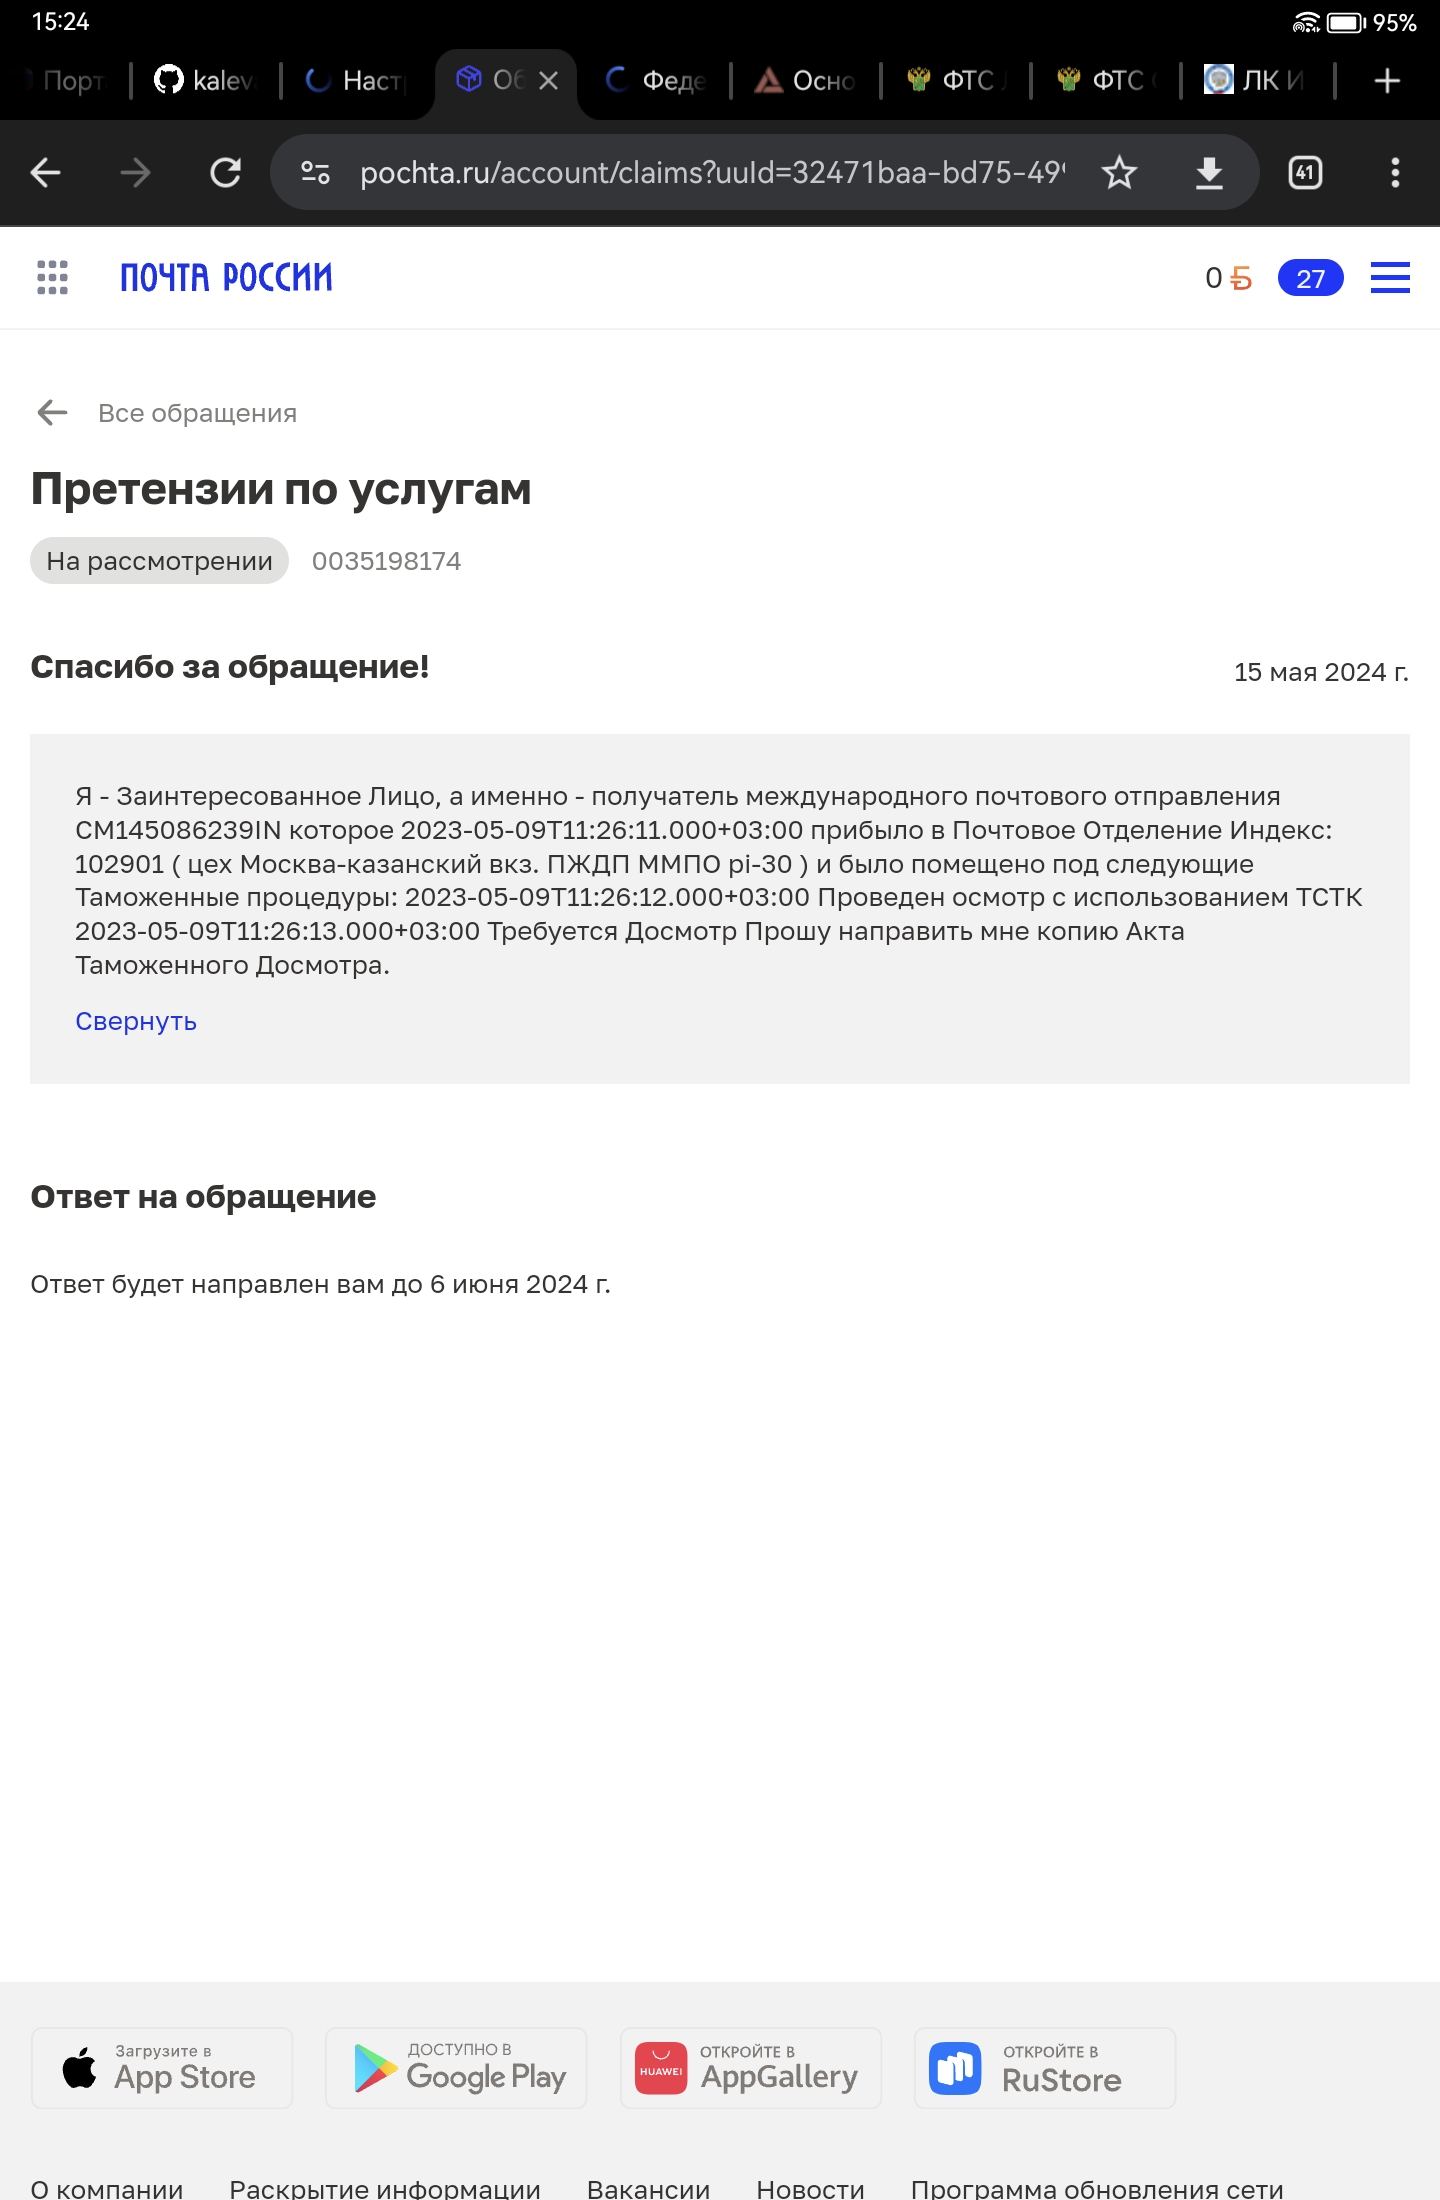 15:24
95%
Порт
kalev
Наст
Об
Феде
Осно
ФТС
ФТС
ЛК И
pochta.ru/account/claims?uuId=32471baa-bd75-49
41
ПОЧТА РОССИИ
0 Б 27
Все обращения
Претензии по услугам
На рассмотрении 0035198174
Спасибо за обращение!
15 мая 2024 г.
Я - Заинтересованное Лицо, а именно - получатель международного почтового отправления
CM145086239IN которое 2023-05-09T11:26:11.000+03:00 прибыло в Почтовое Отделение Индекс:
102901 ( цех Москва-казанский вкз. ПЖДП ММПО pi-30 ) и было помещено под следующие
Таможенные процедуры: 2023-05-09T11:26:12.000+03:00 Проведен осмотр с использованием ТСТК
2023-05-09T11:26:13.000+03:00 Требуется Досмотр Прошу направить мне копию Акта
Таможенного Досмотра.
Свернуть
Ответ на обращение
Ответ будет направлен вам до 6 июня 2024 г.
Загрузите в
App Store
ДОСТУПНО В
Google Play
HUAWEI
ОТКРОЙТЕ В
AppGallery
ОТКРОЙТЕ В
RuStore
О компании Раскрытие информации Вакансии Новости Программа обновления сети